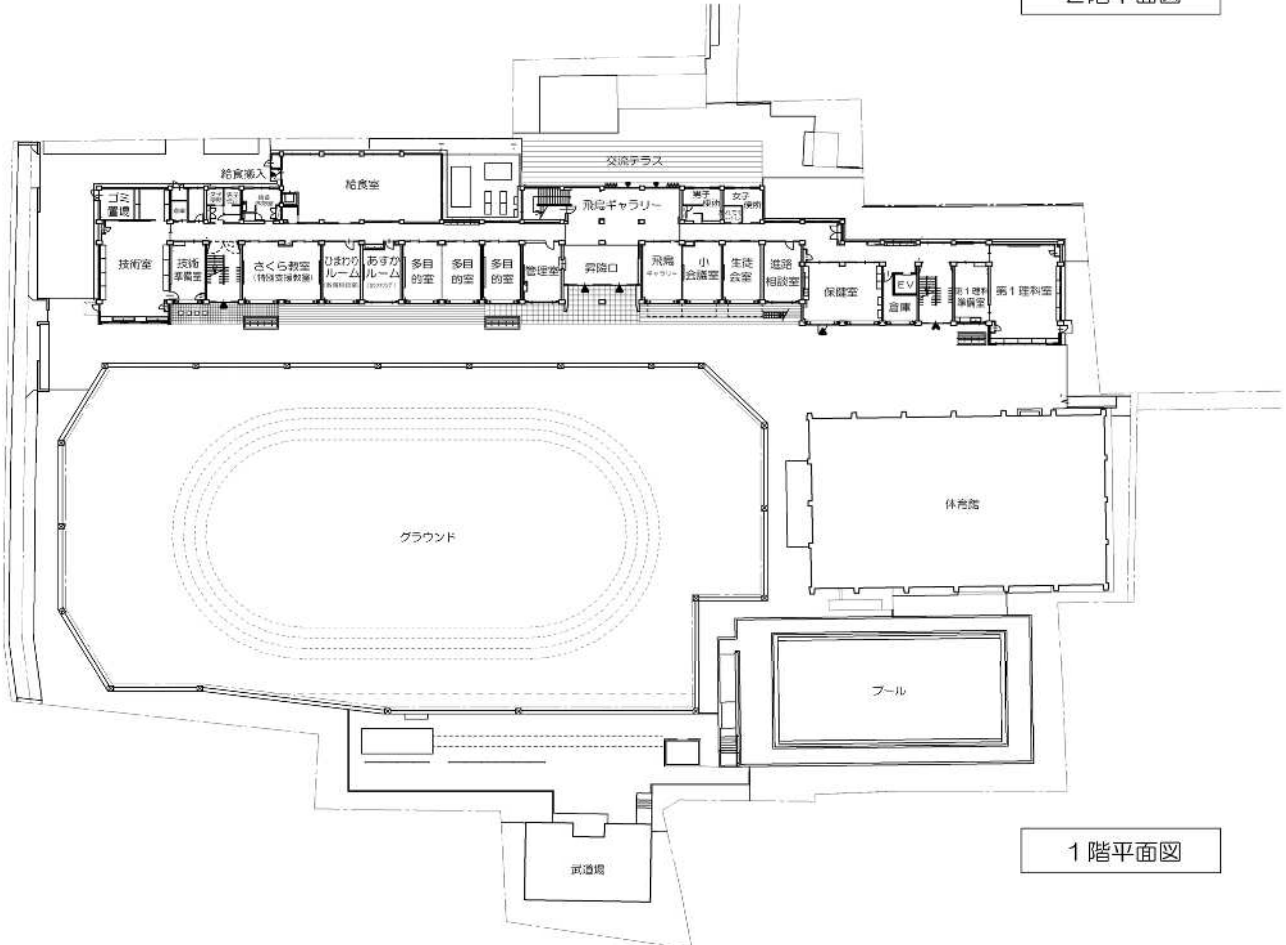 交流テラス
給食搬入
給食室
ゴミ
置場
飛鳥ギャラリー
男子
便所
女子
便所
技術室
技術
準備室
さくら教室
(特別支援教室)
ひまわり
ルーム
あすか
ルーム
多目
的室
多目
的室
多目
的室
管理室
昇降口
飛鳥
ギャラリー
小
会議室
生徒
会室
進路
相談室
保健室
EV
倉庫
第1理科
準備室
第1理科室
グラウンド
体育館
プール
武道場
1階平面図